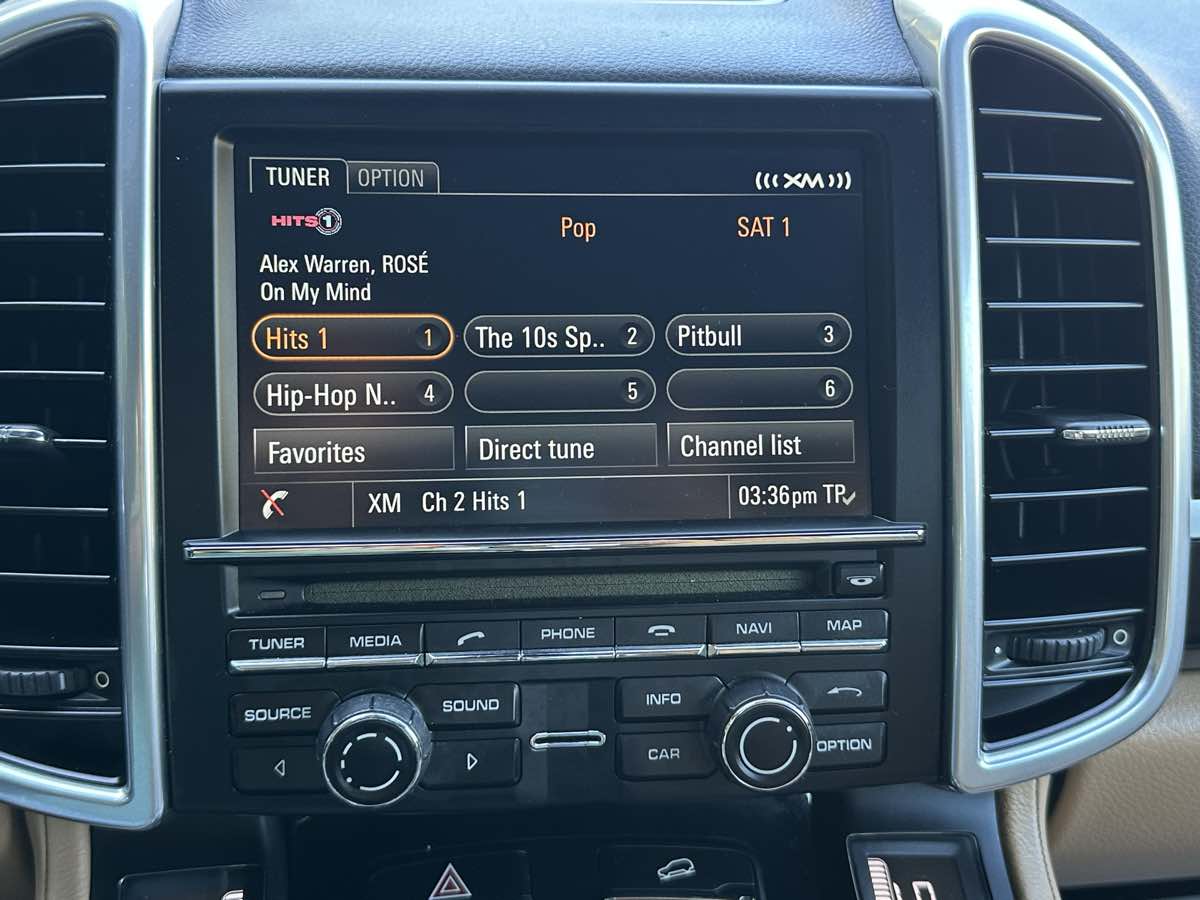 TUNER OPTION ((( XM )))
HITS 1 Pop SAT 1
Alex Warren, ROSÉ
On My Mind
Hits 1 1 The 10s Sp.. 2 Pitbull 3
Hip-Hop N.. 4 5 6
Favorites Direct tune Channel list
XM Ch 2 Hits 1 03:36pm TP
TUNER MEDIA PHONE NAVI MAP
SOURCE SOUND INFO
CAR OPTION